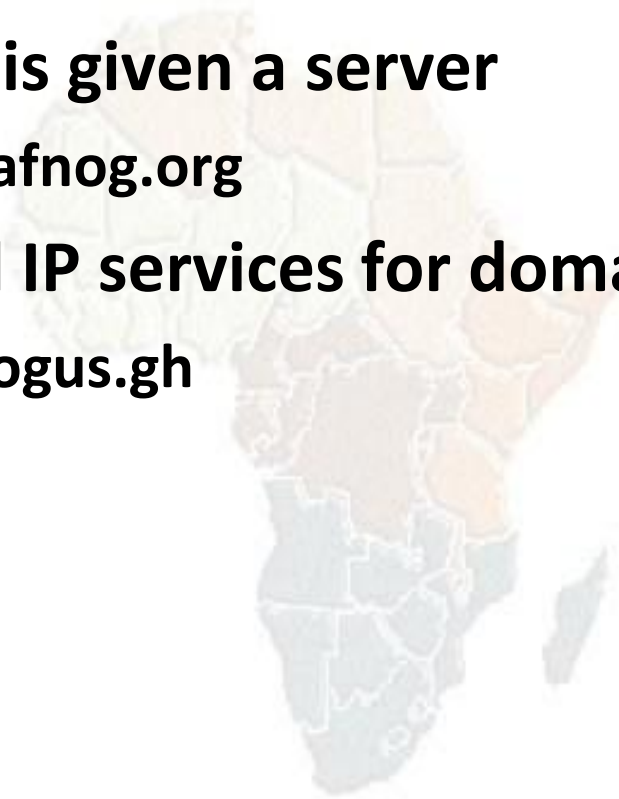 is given a server
afnog.org
IP services for doma
ogus.gh